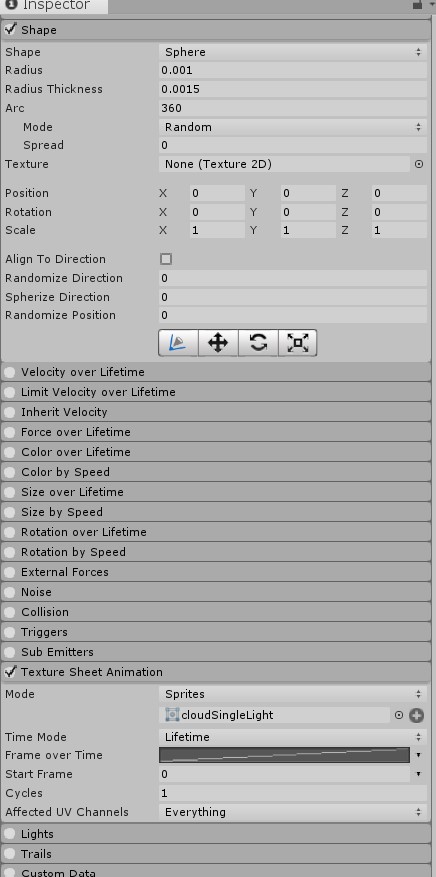 Inspector
Shape
Shape Sphere
Radius 0.001
Radius Thickness 0.0015
Arc 360
Mode Random
Spread 0
Texture None (Texture 2D)
Position X 0 Y 0 Z 0
Rotation X 0 Y 0 Z 0
Scale X 1 Y 1 Z 1
Align To Direction
Randomize Direction 0
Spherize Direction 0
Randomize Position 0
Velocity over Lifetime
Limit Velocity over Lifetime
Inherit Velocity
Force over Lifetime
Color over Lifetime
Color by Speed
Size over Lifetime
Size by Speed
Rotation over Lifetime
Rotation by Speed
External Forces
Noise
Collision
Triggers
Sub Emitters
Texture Sheet Animation
Mode Sprites
cloudSingleLight
Time Mode Lifetime
Frame over Time
Start Frame 0
Cycles 1
Affected UV Channels Everything
Lights
Trails
Custom Data